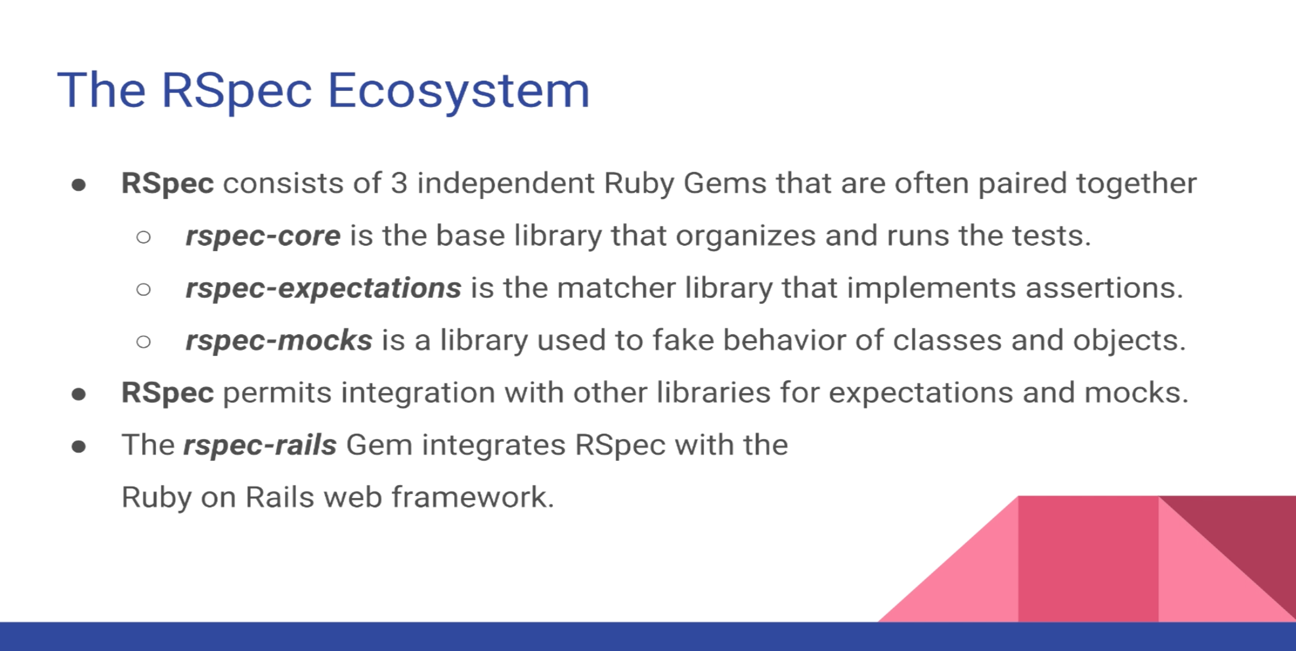 The RSpec Ecosystem
● RSpec consists of 3 independent Ruby Gems that are often paired together
○ rspec-core is the base library that organizes and runs the tests.
○ rspec-expectations is the matcher library that implements assertions.
○ rspec-mocks is a library used to fake behavior of classes and objects.
● RSpec permits integration with other libraries for expectations and mocks.
● The rspec-rails Gem integrates RSpec with the
Ruby on Rails web framework.